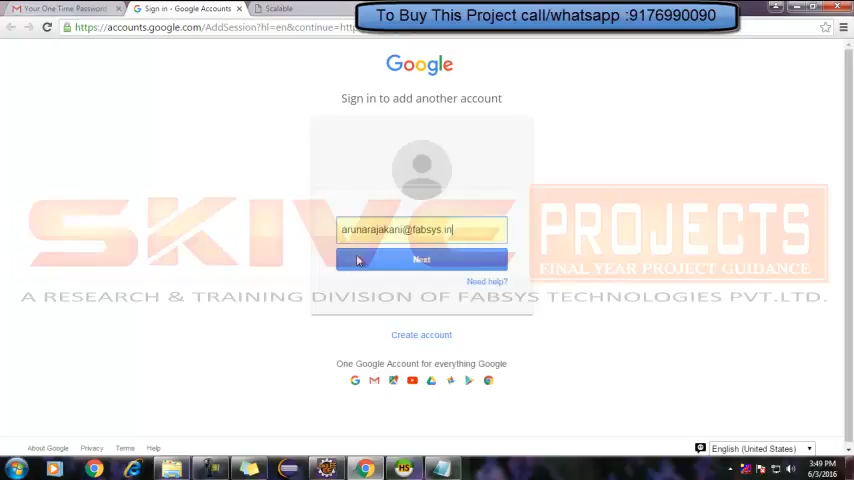 Your One Time Password
Sign in - Google Accounts
Scalable
To Buy This Project call/whatsapp :9176990090
https://accounts.google.com/AddSession?hl=en&continue=http
Google
Sign in to add another account
arunarajakani@fabsys.in
Next
Need help?
SKIVE PROJECTS
FINAL YEAR PROJECT GUIDANCE
A RESEARCH & TRAINING DIVISION OF FABSYS TECHNOLOGIES PVT.LTD.
Create account
One Google Account for everything Google
About Google Privacy Terms Help
English (United States)
HS
3:49 PM
6/3/2016